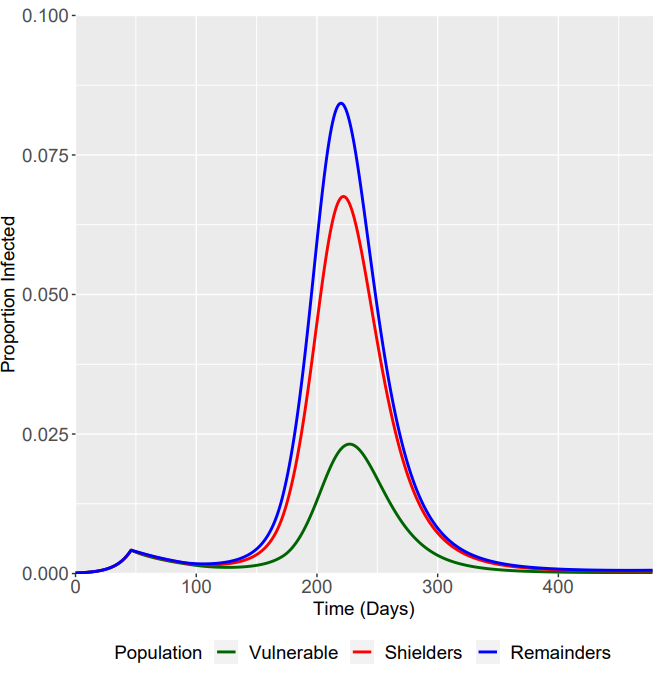 0.100
0.075
0.050
0.025
0.000
Proportion Infected
0 100 200 300 400
Time (Days)
Population Vulnerable Shielders Remainders